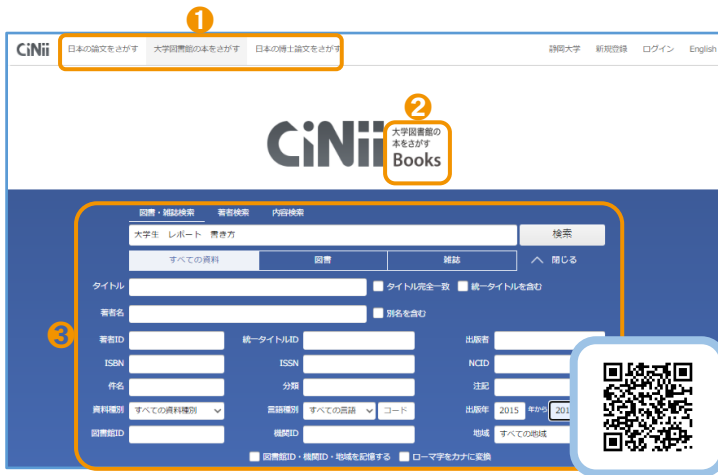 1
CiNii 日本の論文をさがす 大学図書館の本をさがす 日本の博士論文をさがす 静岡大学 新規登録 ログイン English
2
CiNii 大学図書館の
本をさがす
Books
図書・雑誌検索 著者検索 内容検索
大学生 レポート 書き方 検索
すべての資料 図書 雑誌 閉じる
タイトル タイトル完全一致 統一タイトルを含む
著者名 別名を含む
3
著者ID 統一タイトルID 出版者
ISBN ISSN NCID
件名 分類 注記
資料種別 すべての資料種別 言語種別 すべての言語 コード 出版年 2015 年から
図書館ID 機関ID 地域 すべての地域
図書館ID・機関ID・地域を記憶する ローマ字をカナに変換